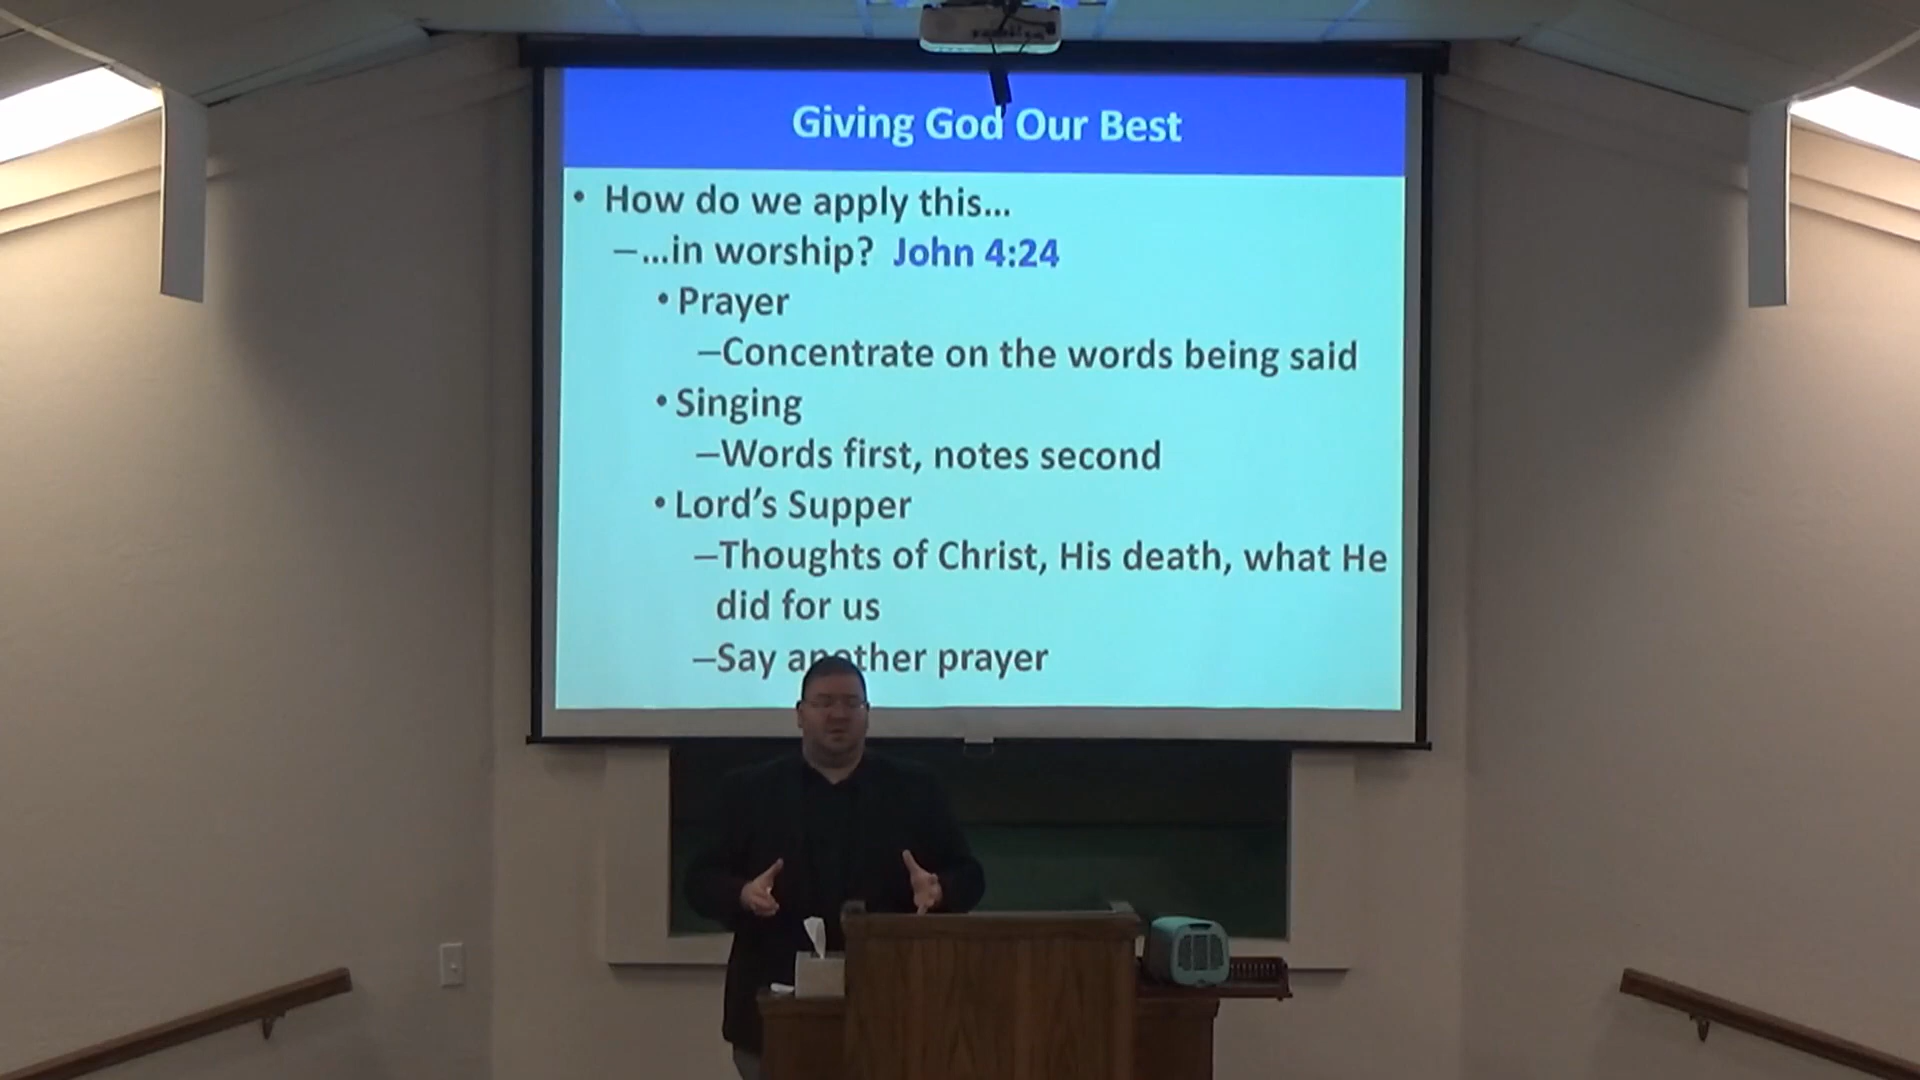 Giving God Our Best
• How do we apply this...
–...in worship? John 4:24
• Prayer
–Concentrate on the words being said
• Singing
–Words first, notes second
• Lord's Supper
–Thoughts of Christ, His death, what He
did for us
–Say another prayer